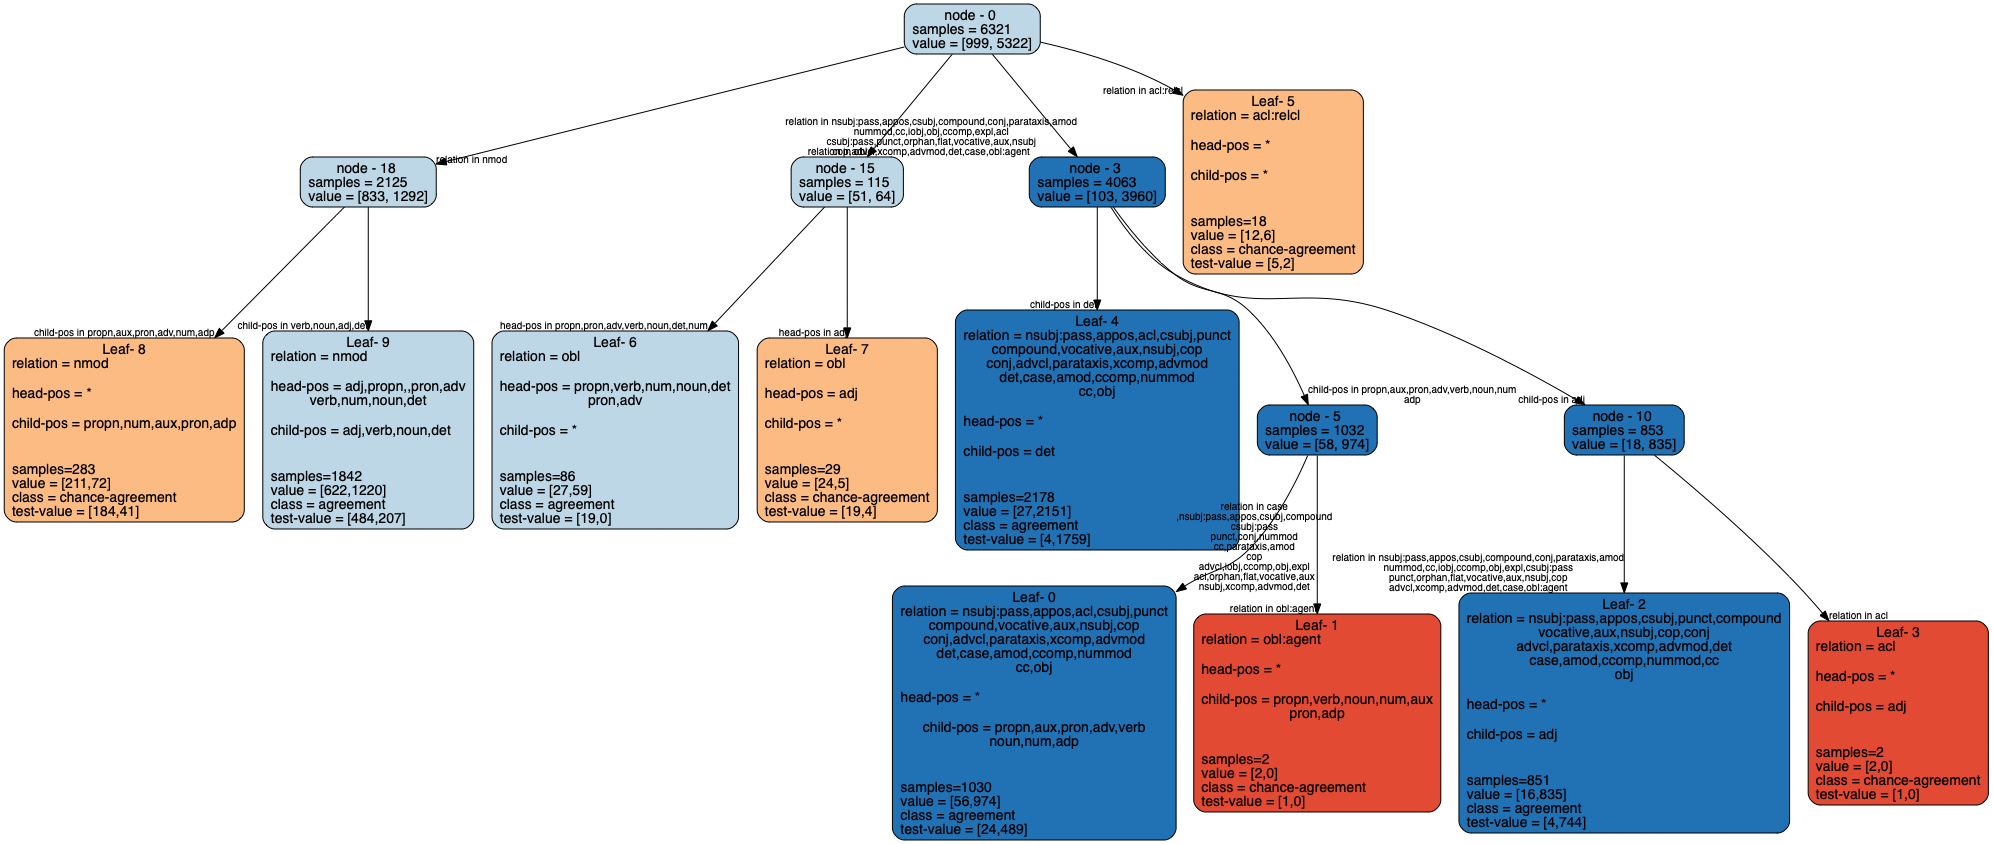 node - 0
samples = 6321
value = [999, 5322]
relation in acl:relcl
Leaf- 5
relation = acl:relcl
head-pos = *
child-pos = *
samples=18
value = [12,6]
class = chance-agreement
test-value = [5,2]
relation in nmod
node - 18
samples = 2125
value = [833, 1292]
relation in
node - 15
samples = 115
value = [51, 64]
relation in nsubj:pass,appos,csubj,compound,conj,parataxis,amod
nummod,cc,iobj,obj,ccomp,expl,acl
csubj:pass,punct,orphan,flat,vocative,aux,nsubj
cop,advcl,xcomp,advmod,det,case,obl:agent
node - 3
samples = 4063
value = [103, 3960]
child-pos in propn,aux,pron,adv,num,adp
Leaf- 8
relation = nmod
head-pos = *
child-pos = propn,num,aux,pron,adp
samples=283
value = [211,72]
class = chance-agreement
test-value = [184,41]
child-pos in verb,noun,adj,det
Leaf- 9
relation = nmod
head-pos = adj,propn,,pron,adv
verb,num,noun,det
child-pos = adj,verb,noun,det
samples=1842
value = [622,1220]
class = agreement
test-value = [484,207]
head-pos in propn,pron,adv,verb,noun,det,num
Leaf- 6
relation = obl
head-pos = propn,verb,num,noun,det
pron,adv
child-pos = *
samples=86
value = [27,59]
class = agreement
test-value = [19,0]
head-pos in adj
Leaf- 7
relation = obl
head-pos = adj
child-pos = *
samples=29
value = [24,5]
class = chance-agreement
test-value = [19,4]
child-pos in det
Leaf- 4
relation = nsubj:pass,appos,acl,csubj,punct
compound,vocative,aux,nsubj,cop
conj,advcl,parataxis,xcomp,advmod
det,case,amod,ccomp,nummod
cc,obj
head-pos = *
child-pos = det
samples=2178
value = [27,2151]
class = agreement
test-value = [4,1759]
child-pos in propn,aux,pron,adv,verb,noun,num
adp
node - 5
samples = 1032
value = [58, 974]
child-pos in adj
node - 10
samples = 853
value = [18, 835]
relation in case
,nsubj:pass,appos,csubj,compound
csubj:pass
punct,conj,nummod
cc,parataxis,amod
cop
advcl,iobj,ccomp,obj,expl
acl,orphan,flat,vocative,aux
nsubj,xcomp,advmod,det
Leaf- 0
relation = nsubj:pass,appos,acl,csubj,punct
compound,vocative,aux,nsubj,cop
conj,advcl,parataxis,xcomp,advmod
det,case,amod,ccomp,nummod
cc,obj
head-pos = *
child-pos = propn,aux,pron,adv,verb
noun,num,adp
samples=1030
value = [56,974]
class = agreement
test-value = [24,489]
relation in obl:agent
Leaf- 1
relation = obl:agent
head-pos = *
child-pos = propn,verb,noun,num,aux
pron,adp
samples=2
value = [2,0]
class = chance-agreement
test-value = [1,0]
relation in nsubj:pass,appos,csubj,compound,conj,parataxis,amod
nummod,cc,iobj,ccomp,obj,expl,csubj:pass
punct,orphan,flat,vocative,aux,nsubj,cop
advcl,xcomp,advmod,det,case,obl:agent
Leaf- 2
relation = nsubj:pass,appos,csubj,punct,compound
vocative,aux,nsubj,cop,conj
advcl,parataxis,xcomp,advmod,det
case,amod,ccomp,nummod,cc
obj
head-pos = *
child-pos = adj
samples=851
value = [16,835]
class = agreement
test-value = [4,744]
relation in acl
Leaf- 3
relation = acl
head-pos = *
child-pos = adj
samples=2
value = [2,0]
class = chance-agreement
test-value = [1,0]